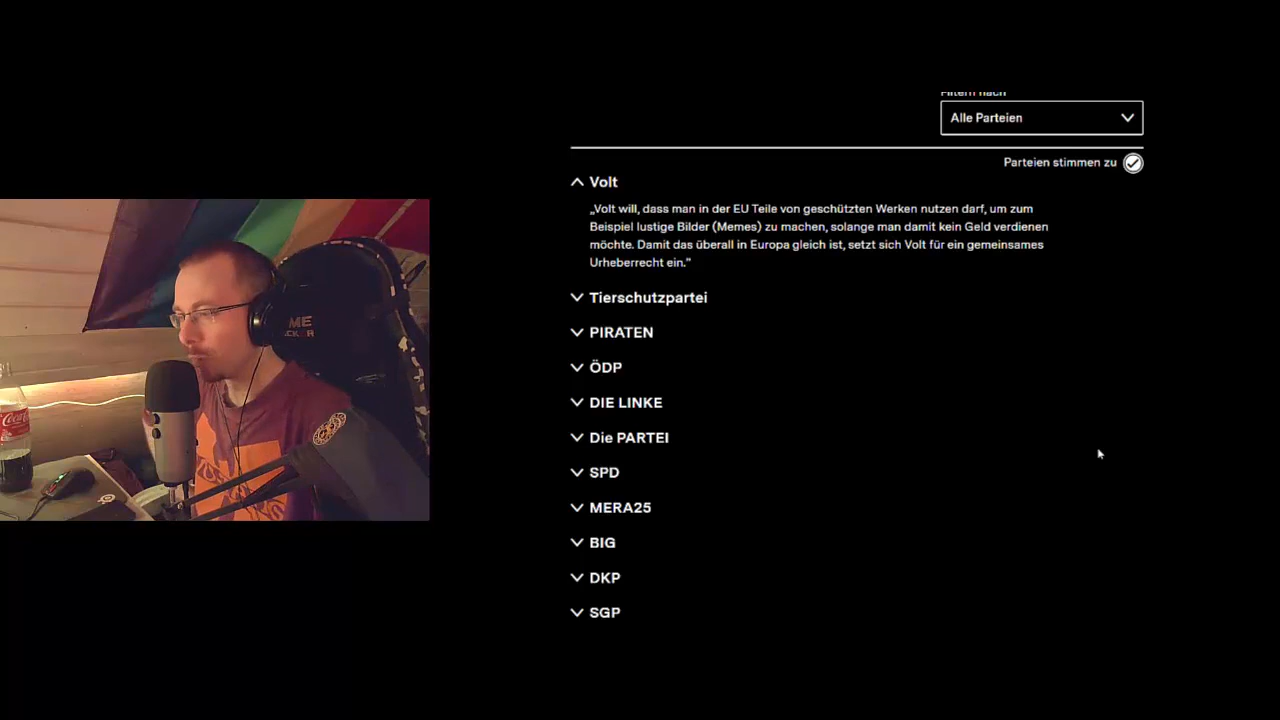 Filtern nach
Alle Parteien
Parteien stimmen zu
Volt
„Volt will, dass man in der EU Teile von geschützten Werken nutzen darf, um zum
Beispiel lustige Bilder (Memes) zu machen, solange man damit kein Geld verdienen
möchte. Damit das überall in Europa gleich ist, setzt sich Volt für ein gemeinsames
Urheberrecht ein.”
Tierschutzpartei
PIRATEN
ÖDP
DIE LINKE
Die PARTEI
SPD
MERA25
BIG
DKP
SGP
Coca